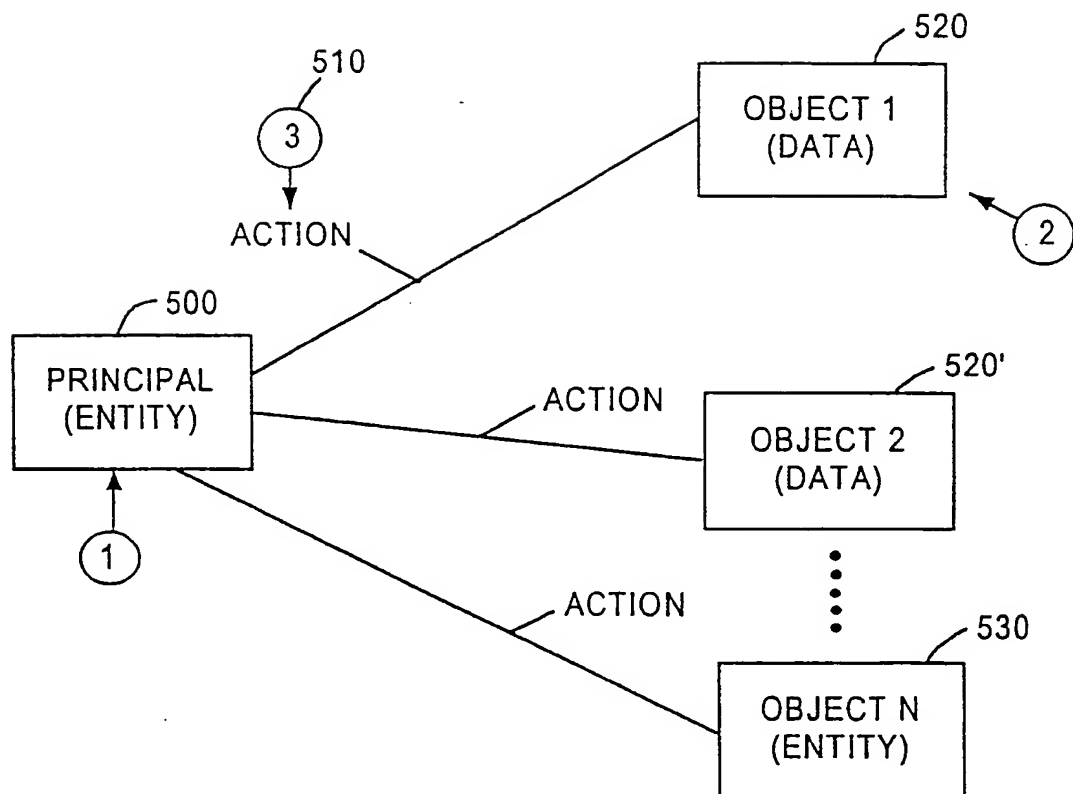 520
510
OBJECT 1
(DATA)
3
ACTION
2
500
PRINCIPAL
(ENTITY)
520'
ACTION
OBJECT 2
(DATA)
1
ACTION
530
OBJECT N
(ENTITY)